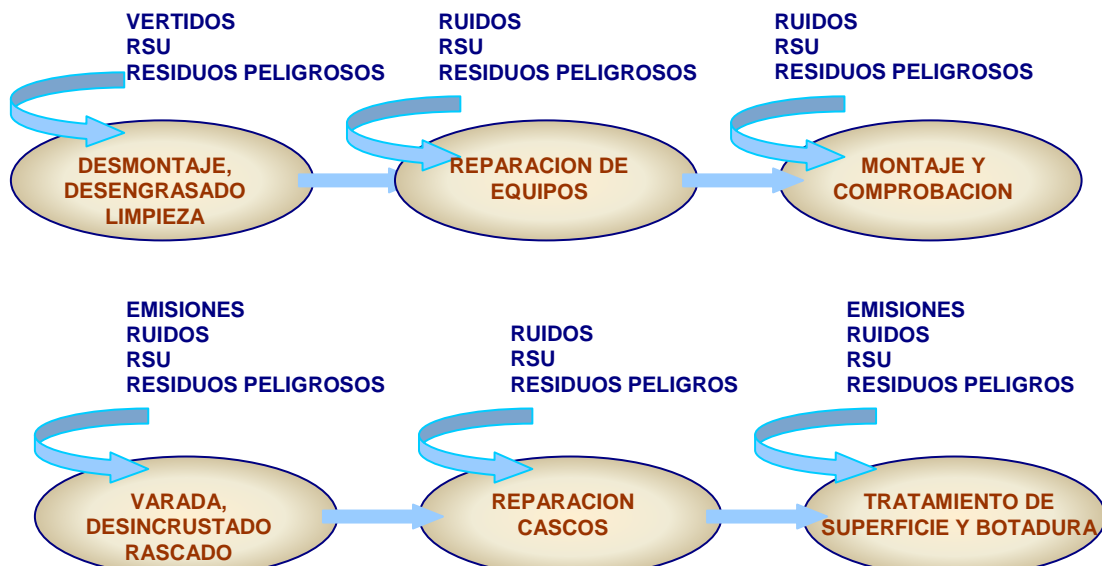 VERTIDOS
RSU
RESIDUOS PELIGROSOS
RUIDOS
RSU
RESIDUOS PELIGROSOS
RUIDOS
RSU
RESIDUOS PELIGROSOS
DESMONTAJE,
DESENGRASADO
LIMPIEZA
REPARACION DE
EQUIPOS
MONTAJE Y
COMPROBACION
EMISIONES
RUIDOS
RSU
RESIDUOS PELIGROSOS
RUIDOS
RSU
RESIDUOS PELIGROS
EMISIONES
RUIDOS
RSU
RESIDUOS PELIGROS
VARADA,
DESINCRUSTADO
RASCADO
REPARACION
CASCOS
TRATAMIENTO DE
SUPERFICIE Y BOTADURA